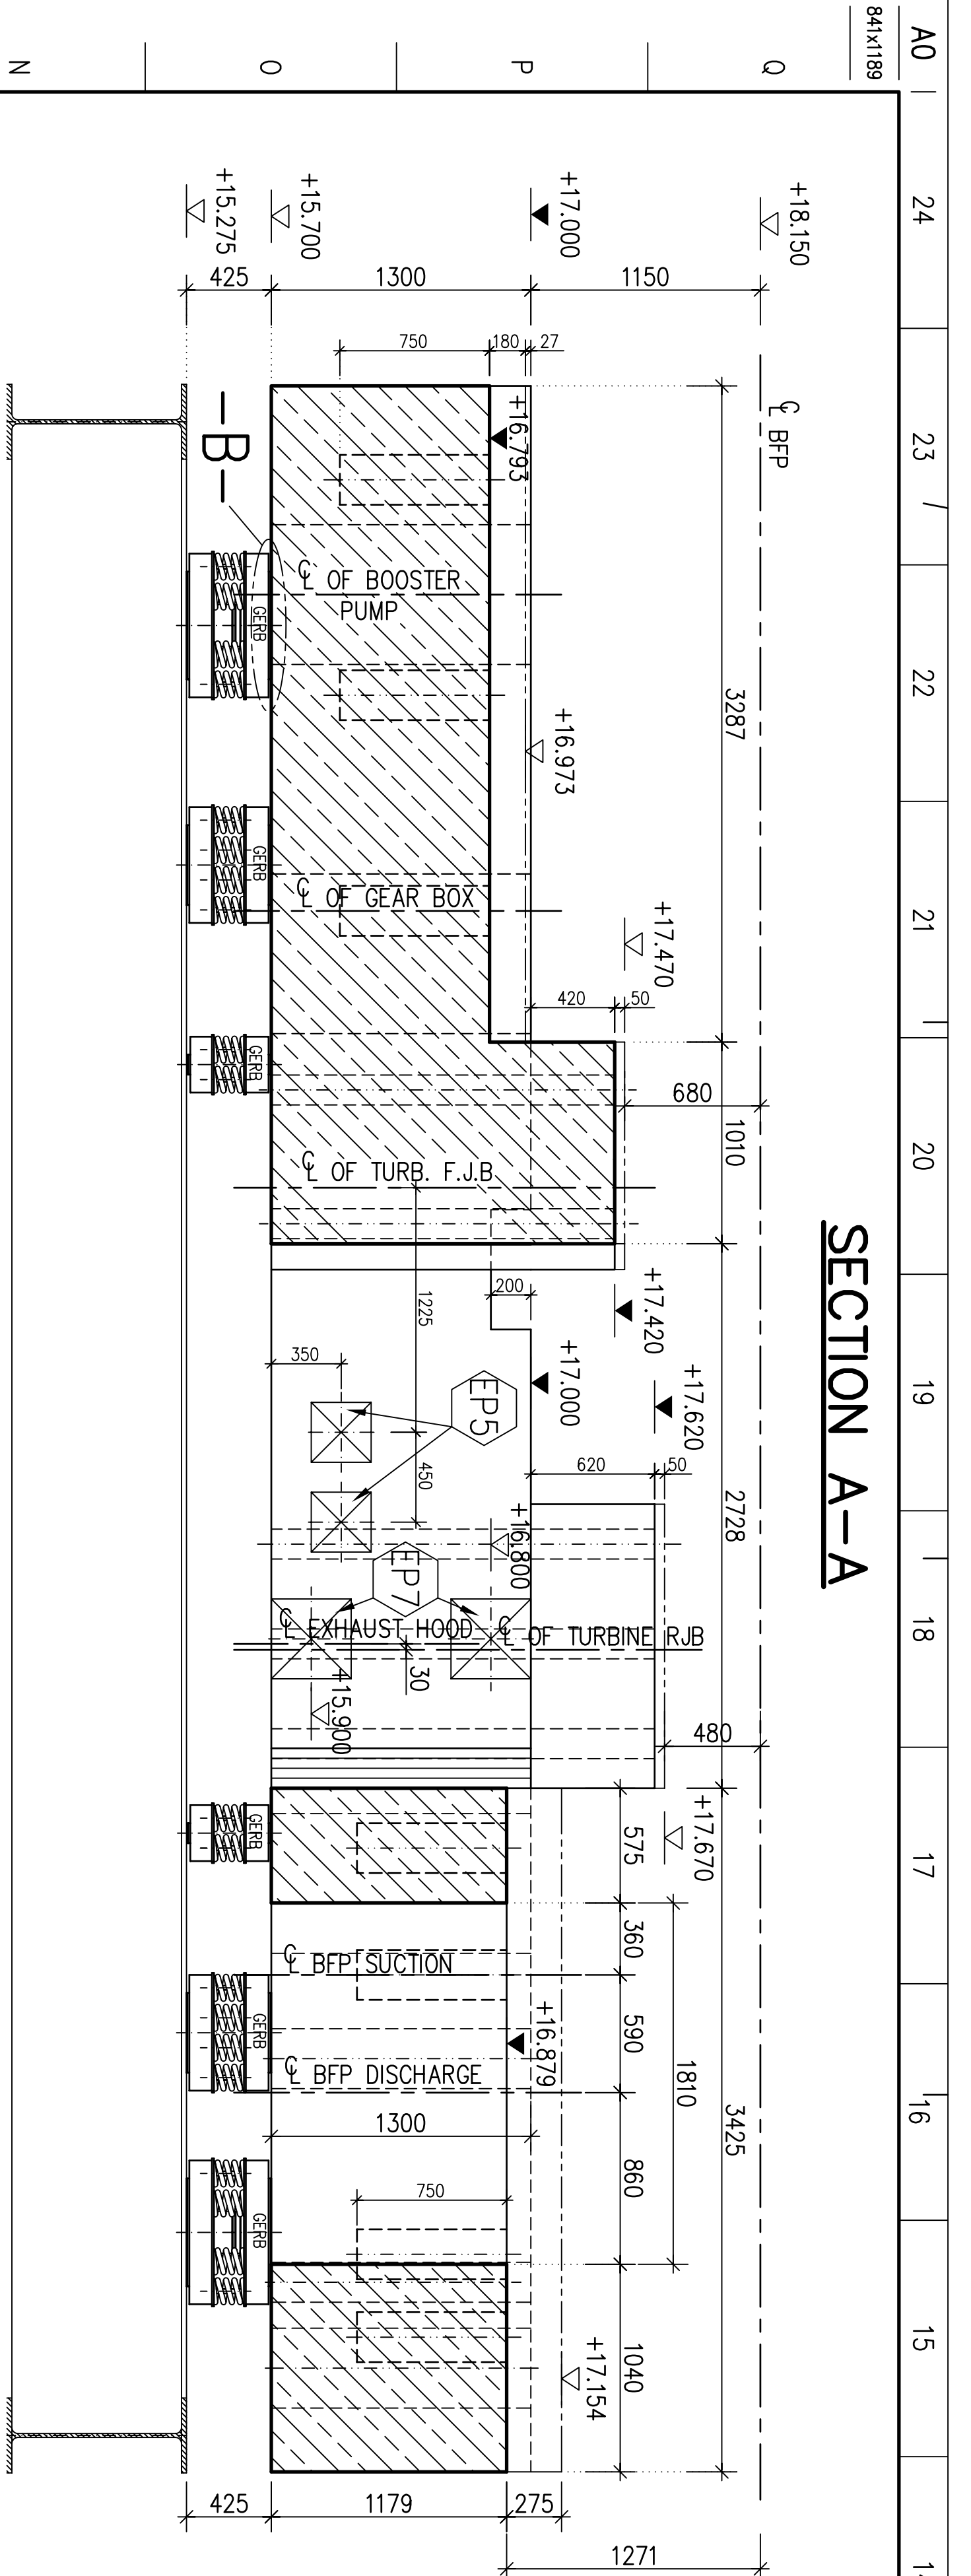 A0
841x1189
24
23
22
21
20
19
18
17
16
15
Q
P
O
N
SECTION A-A
℄ BFP
+18.150
+17.000
+15.700
+15.275
1150
1300
425
27
180
750
+16.793
3287
1010
2728
3425
+16.973
+17.470
420
50
680
+17.420
+17.000
+17.620
620
50
480
+17.670
-B-
GERB
℄ OF BOOSTER
PUMP
GERB
℄ OF GEAR BOX
GERB
℄ OF TURB. F.J.B
200
1225
350
450
EP5
EP7
+16.800
℄ EXHAUST HOOD
℄ OF TURBINE RJB
30
+15.900
GERB
575
360
590
860
1040
1810
℄ BFP SUCTION
℄ BFP DISCHARGE
+16.879
GERB
1300
750
GERB
+17.154
425
1179
275
1271